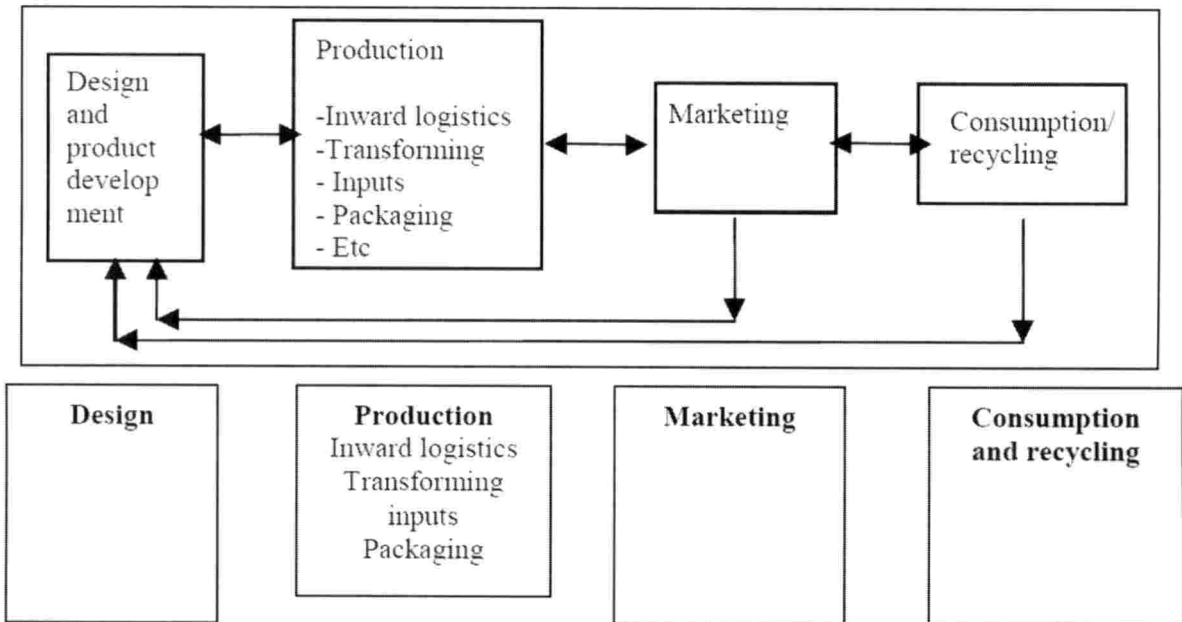 Design
and
product
develop
ment
Production
-Inward logistics
-Transforming
- Inputs
- Packaging
- Etc
Marketing
Consumption/
recycling
Design
Production
Inward logistics
Transforming
inputs
Packaging
Marketing
Consumption
and recycling